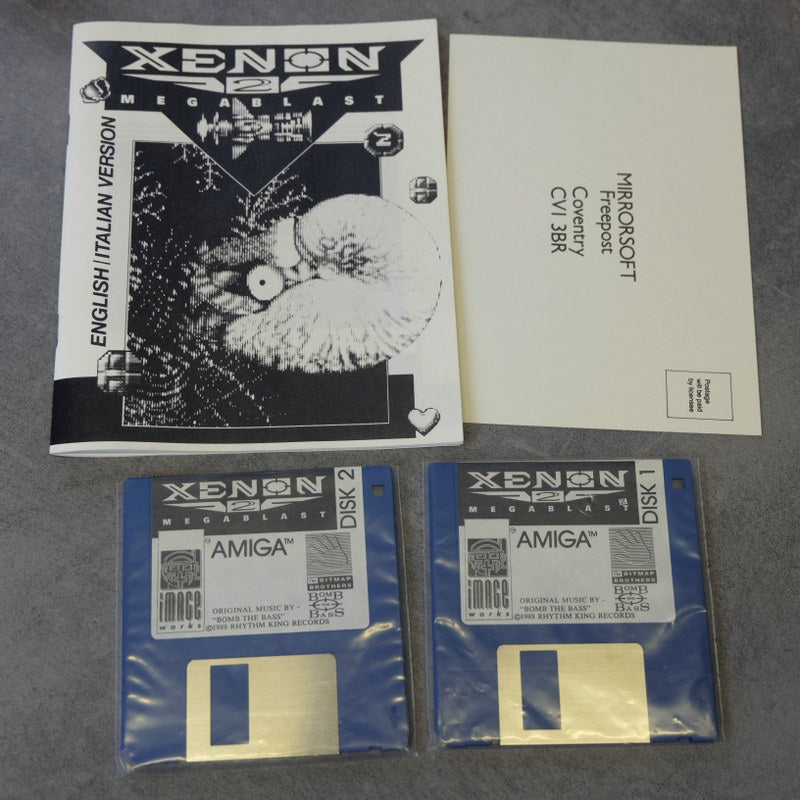 XENON
2
MEGABLAST
2
ENGLISH/ITALIAN VERSION
MIRRORSOFT
Freepost
Coventry
CV1 3BR
Postage
will be paid
by licensee
XENON
2
MEGABLAST
DISK 2
AMIGA™
IMAGE
works
The BITMAP
BROTHERS
BOMB
THE
BASS
ORIGINAL MUSIC BY -
"BOMB THE BASS"
©1988 RHYTHM KING RECORDS
XENON
2
MEGABLAST
DISK 1
AMIGA™
IMAGE
works
The BITMAP
BROTHERS
BOMB
THE
BASS
ORIGINAL MUSIC BY -
"BOMB THE BASS"
©1988 RHYTHM KING RECORDS